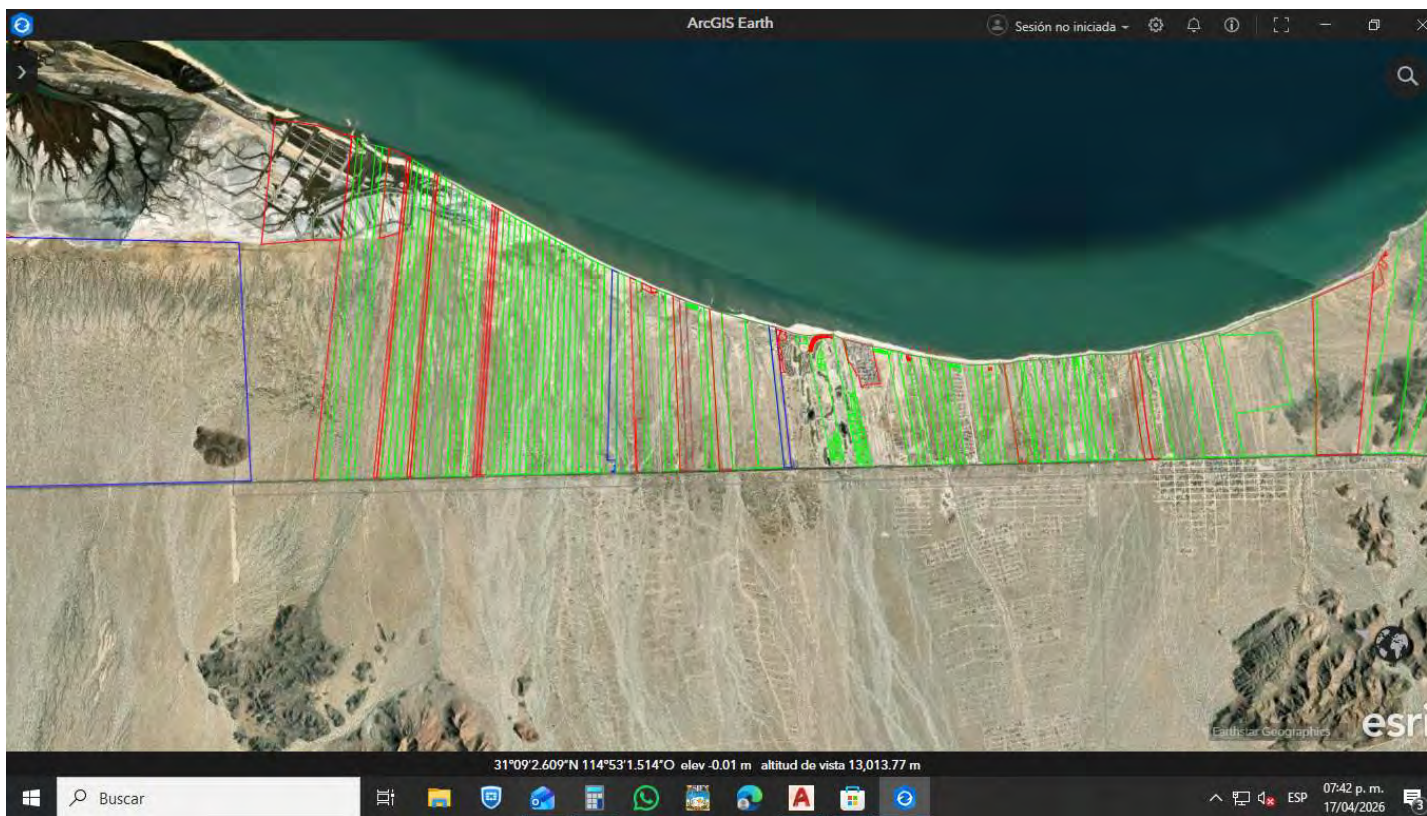 ArcGIS Earth
Sesión no iniciada
Earthstar Geographics
esri
31°09'2.609"N 114°53'1.514"O elev -0.01 m altitud de vista 13,013.77 m
Buscar
ESP
07:42 p. m.
17/04/2026
3